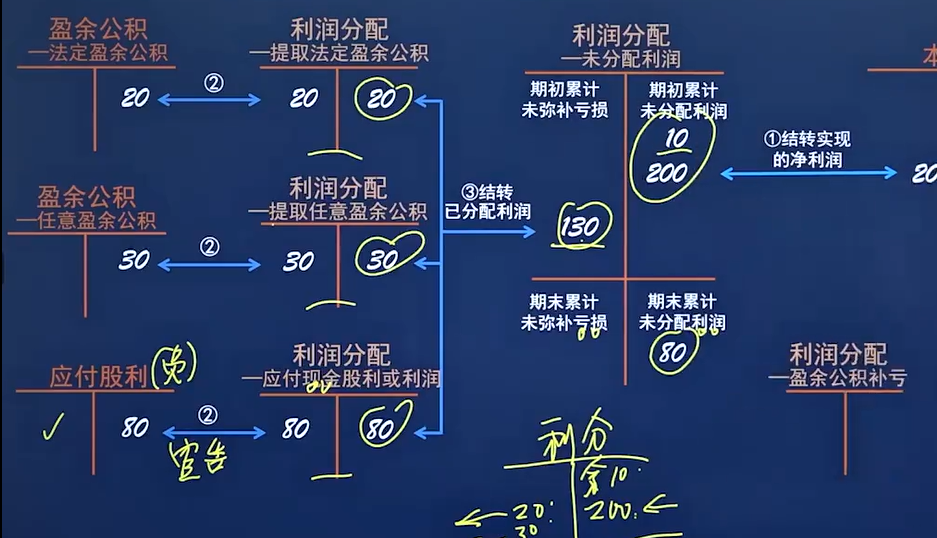 盈余公积
—法定盈余公积
20
②
利润分配
—提取法定盈余公积
20
20
利润分配
—未分配利润
期初累计
未弥补亏损
期初累计
未分配利润
10
200
①结转实现
的净利润
本
20
盈余公积
—任意盈余公积
30
②
利润分配
—提取任意盈余公积
30
30
③结转
已分配利润
130
期末累计
未弥补亏损
期末累计
未分配利润
80
应付股利
80
②
宣告
利润分配
—应付现金股利或利润
80
80
利润分配
—盈余公积补亏
利分
余10
200
20
30